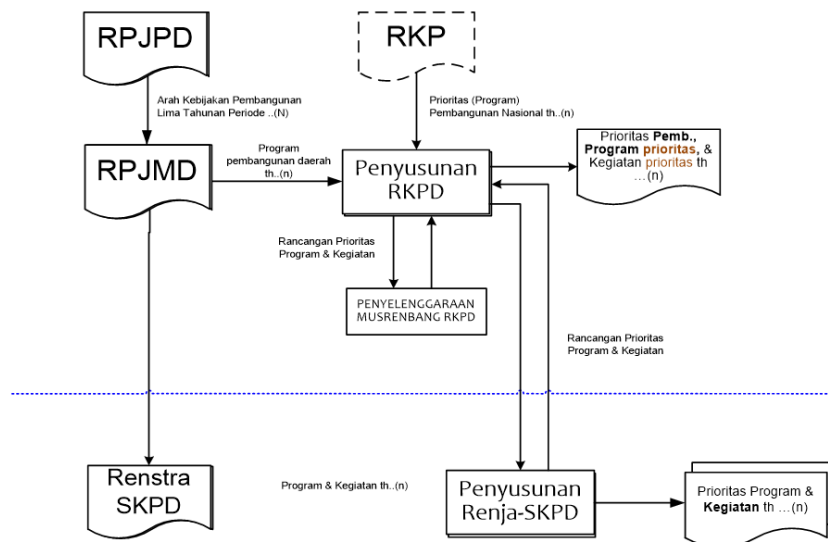 RPJPD
RKP
Arah Kebijakan Pembangunan
Lima Tahunan Periode ..(N)
Prioritas (Program)
Pembangunan Nasional th..(n)
RPJMD
Program
pembangunan daerah
th..(n)
Penyusunan
RKPD
Prioritas Pemb.,
Program prioritas, &
Kegiatan prioritas th
...(n)
Rancangan Prioritas
Program & Kegiatan
PENYELENGGARAAN
MUSRENBANG RKPD
Rancangan Prioritas
Program & Kegiatan
Renstra
SKPD
Program & Kegiatan th..(n)
Penyusunan
Renja-SKPD
Prioritas Program &
Kegiatan th ...(n)